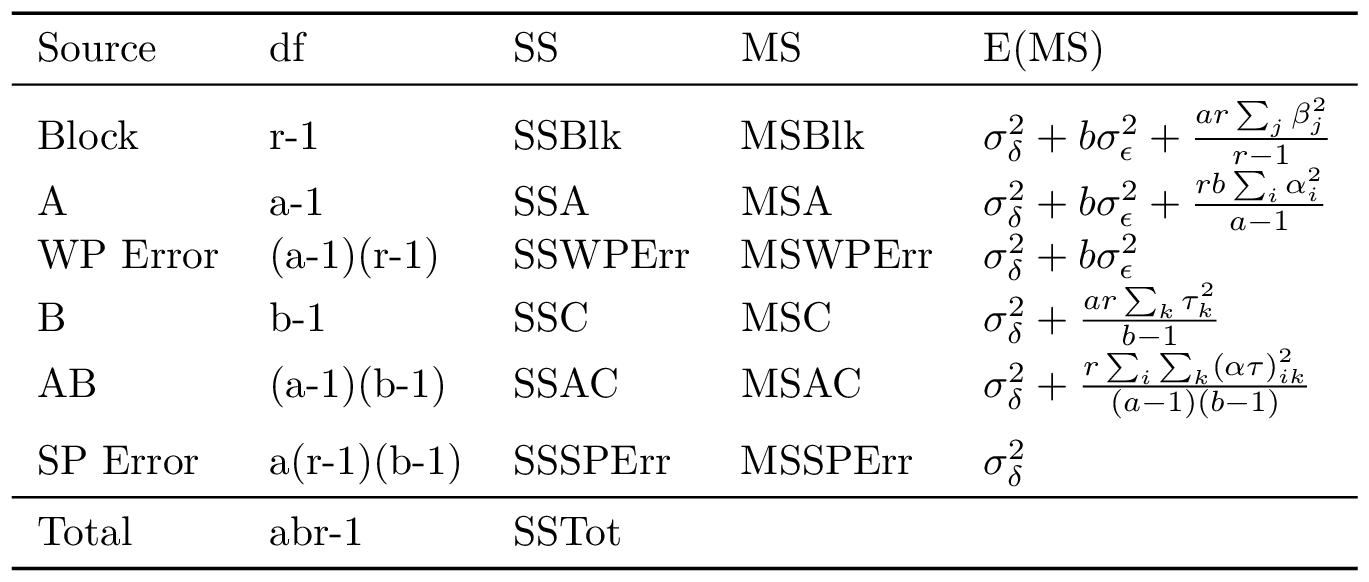 Source df SS MS E(MS)
Block r-1 SSBlk MSBlk $\sigma_\delta^2 + b\sigma_\epsilon^2 + \frac{ar\sum_j \beta_j^2}{r-1}$
A a-1 SSA MSA $\sigma_\delta^2 + b\sigma_\epsilon^2 + \frac{rb\sum_i \alpha_i^2}{a-1}$
WP Error (a-1)(r-1) SSWPErr MSWPErr $\sigma_\delta^2 + b\sigma_\epsilon^2$
B b-1 SSC MSC $\sigma_\delta^2 + \frac{ar\sum_k \tau_k^2}{b-1}$
AB (a-1)(b-1) SSAC MSAC $\sigma_\delta^2 + \frac{r\sum_i \sum_k (\alpha\tau)_{ik}^2}{(a-1)(b-1)}$
SP Error a(r-1)(b-1) SSSPErr MSSPErr $\sigma_\delta^2$
Total abr-1 SSTot